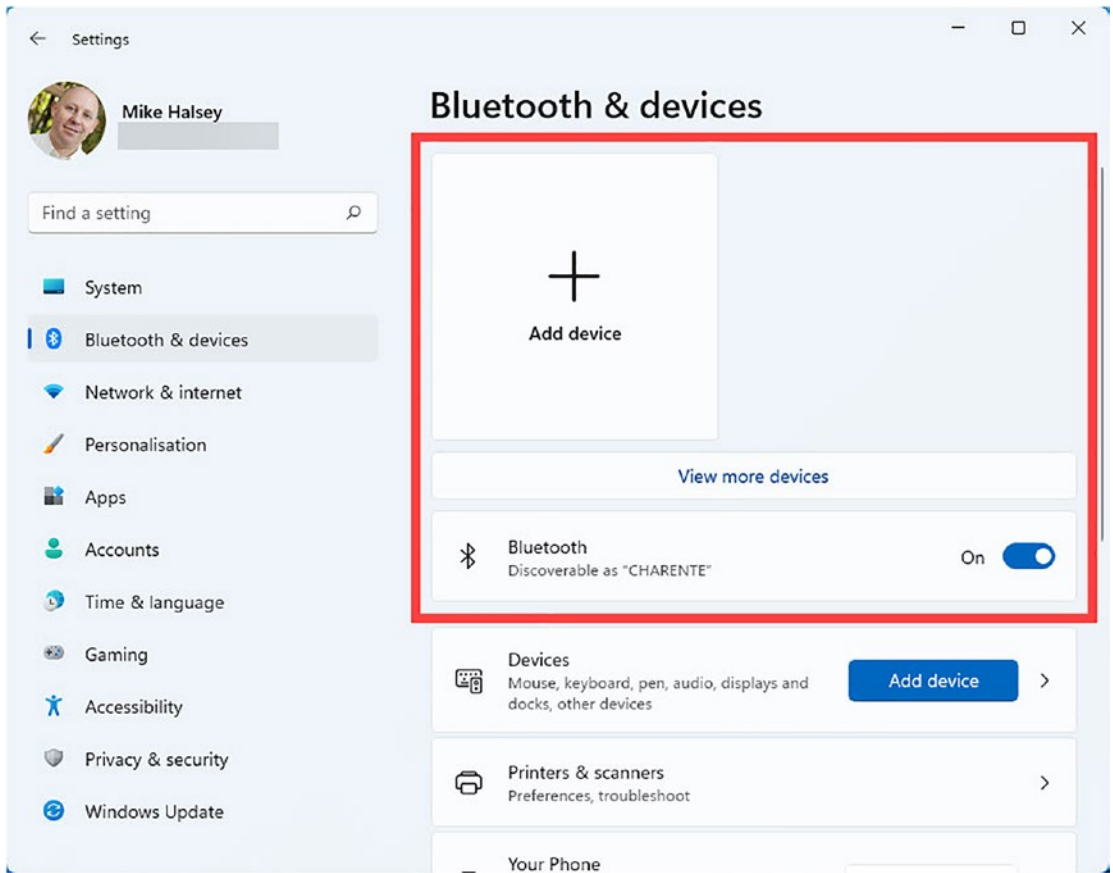 Settings
Mike Halsey
Find a setting
System
Bluetooth & devices
Network & internet
Personalisation
Apps
Accounts
Time & language
Gaming
Accessibility
Privacy & security
Windows Update
Bluetooth & devices
Add device
View more devices
Bluetooth
Discoverable as "CHARENTE"
On
Devices
Mouse, keyboard, pen, audio, displays and
docks, other devices
Add device
Printers & scanners
Preferences, troubleshoot
Your Phone